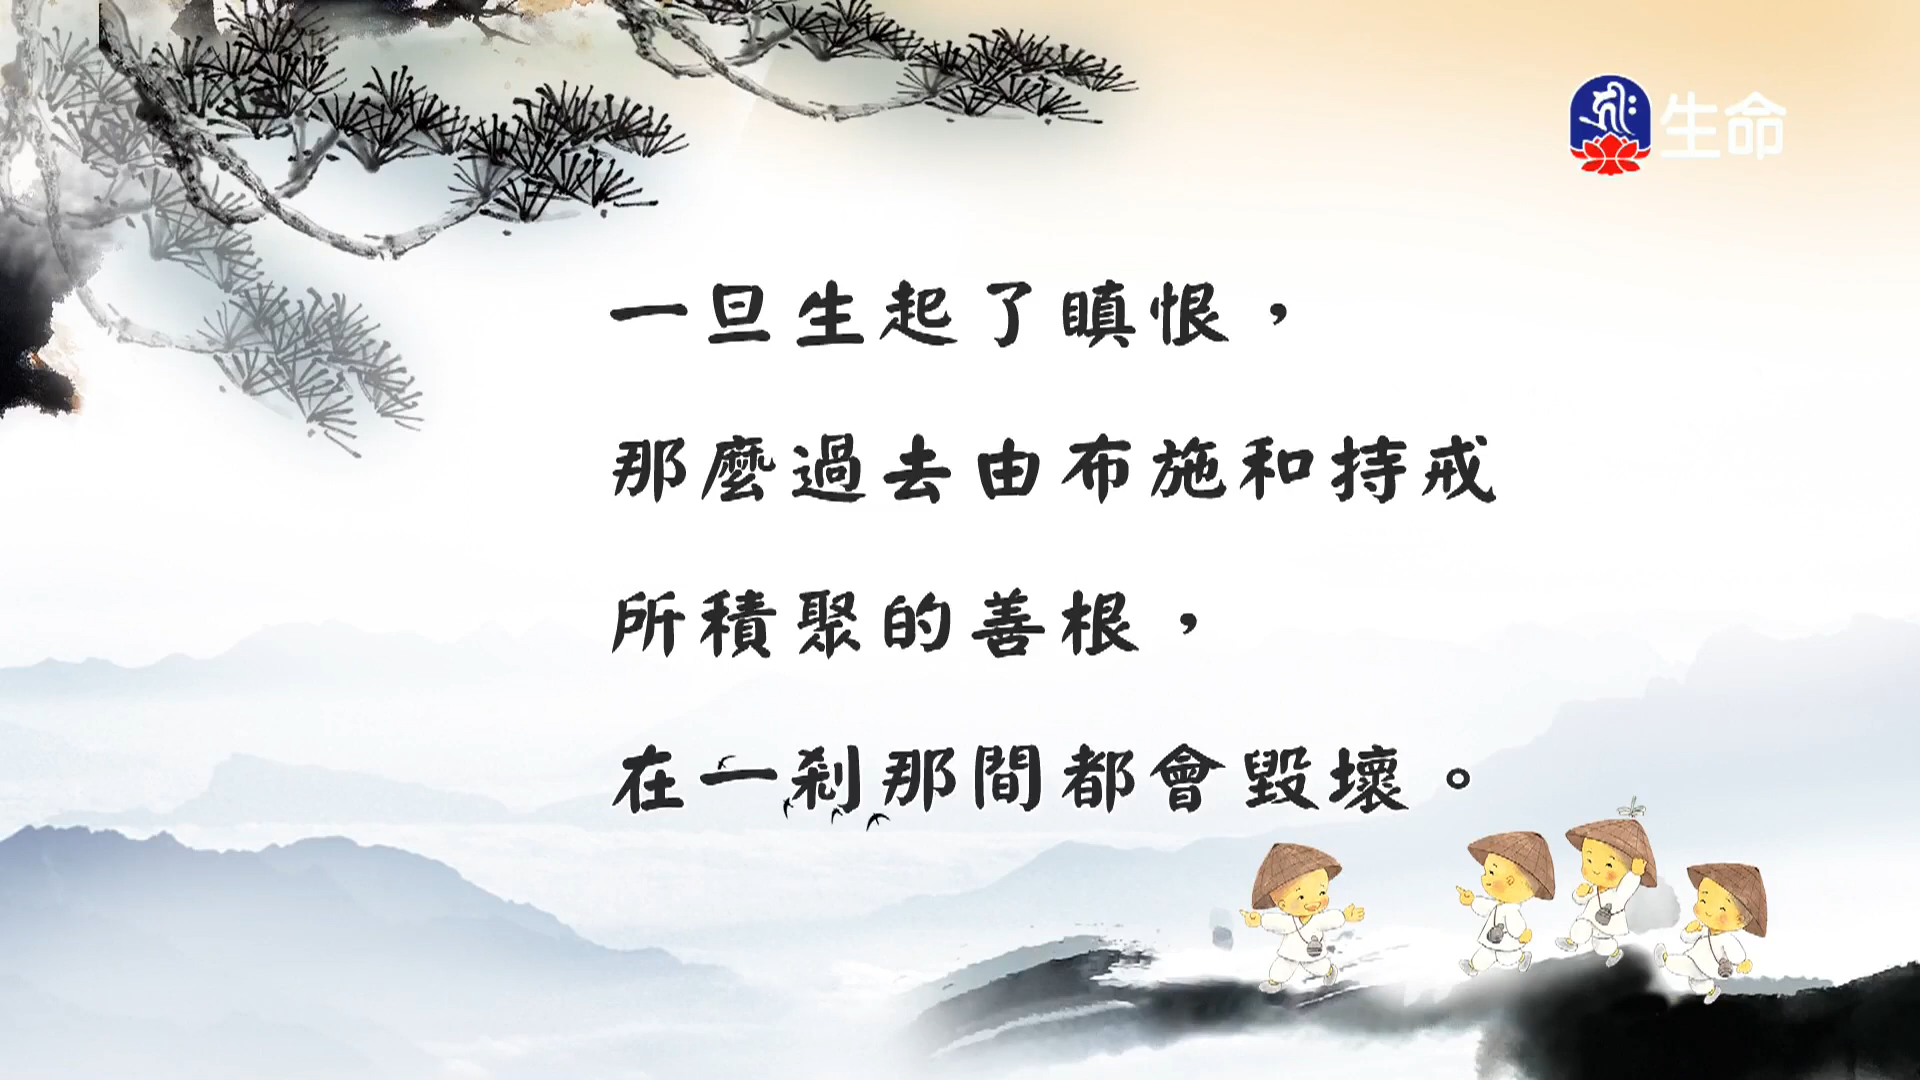 生命
一旦生起了瞋恨，
那麼過去由布施和持戒
所積聚的善根，
在一剎那間都會毀壞。